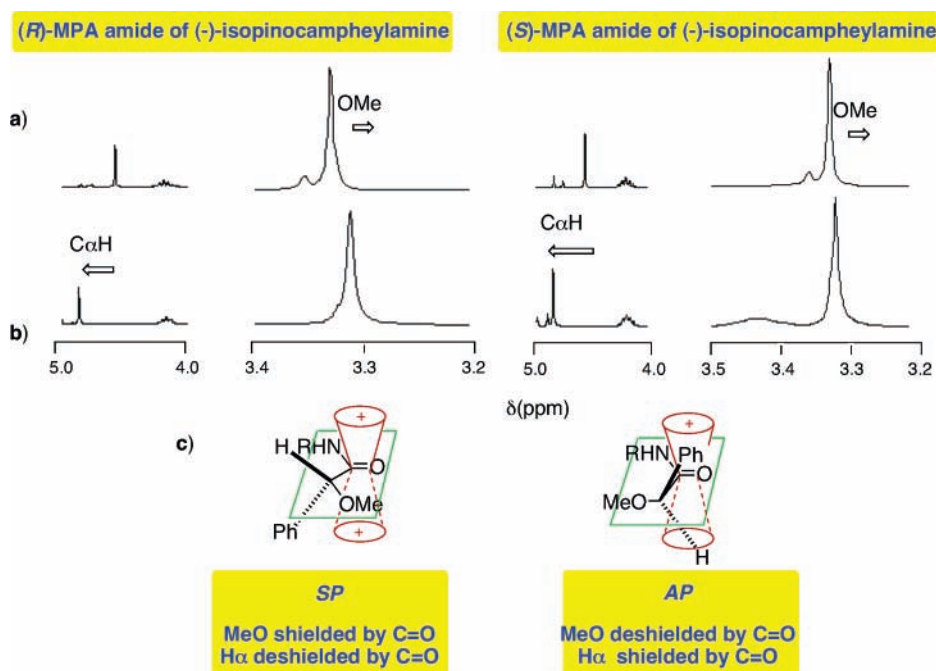 (R)-MPA amide of (-)-isopinocampheylamine
(S)-MPA amide of (-)-isopinocampheylamine
a)
OMe
OMe
CαH
CαH
b)
5.0 4.0 3.4 3.3 3.2
5.0 4.0 3.5 3.4 3.3 3.2
δ(ppm)
c)
H RHN + O
OMe
Ph
+
RHN + Ph
O
MeO
H
SP
MeO shielded by C=O
Hα deshielded by C=O
AP
MeO deshielded by C=O
Hα shielded by C=O